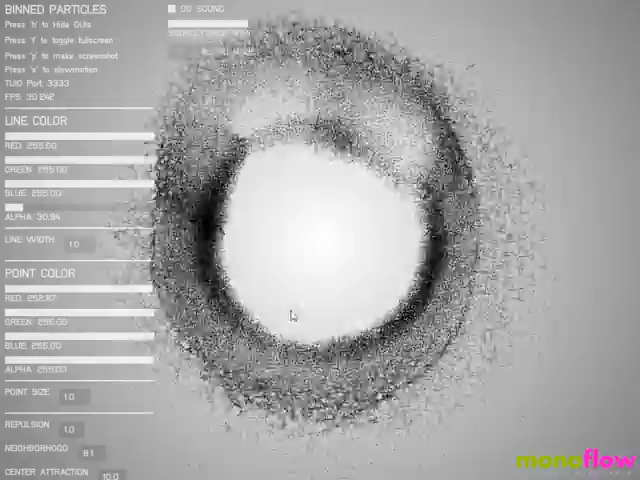 BINNED PARTICLES
Press 'h' to Hide GUIs
Press 'f' to toggle fullscreen
Press 'p' to make screenshot
Press 's' to slowmotion
TUIO Port: 3333
FPS: 30.242
LINE COLOR
RED: 255.00
GREEN: 255.00
BLUE: 255.00
ALPHA: 30.94
LINE WIDTH 1.0
POINT COLOR
RED: 252.87
GREEN: 255.00
BLUE: 255.00
ALPHA: 255.00
POINT SIZE 1.0
REPULSION 1.0
NEIGHBORHOOD 8.1
CENTER ATTRACTION 10.0
DO SOUND
monoflow